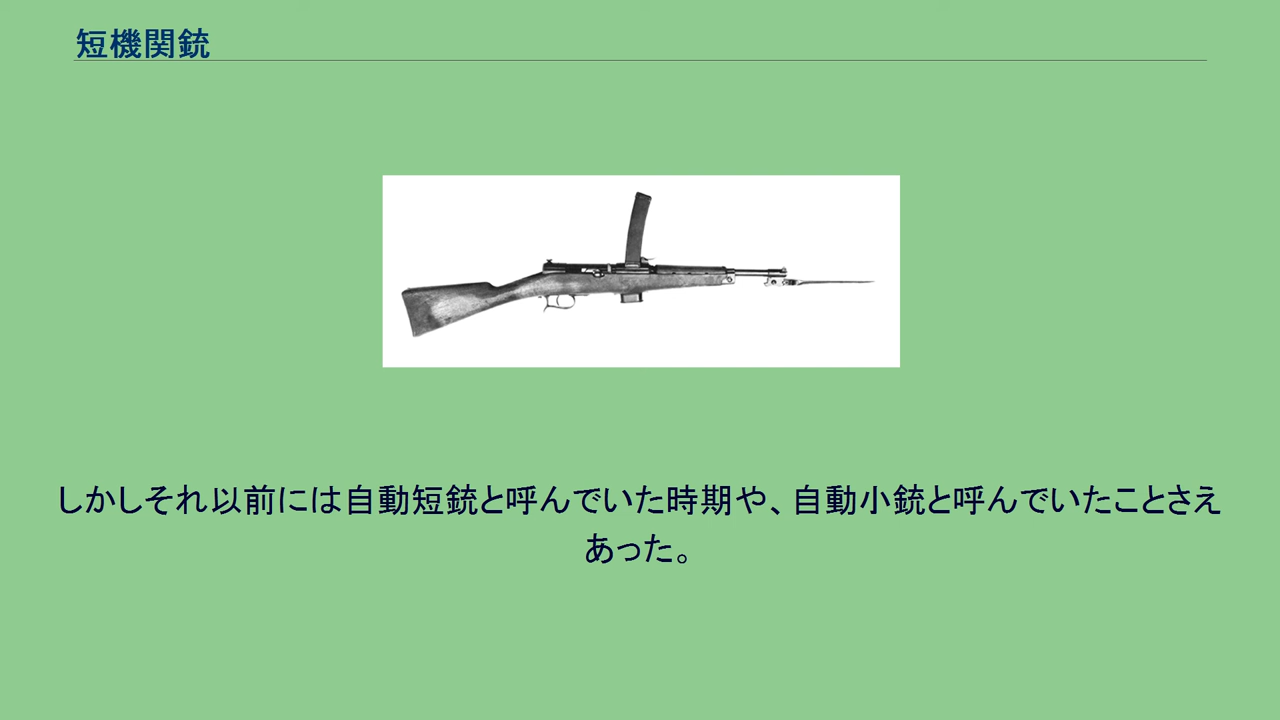 短機関銃
しかしそれ以前には自動短銃と呼んでいた時期や、自動小銃と呼んでいたことさえ
あった。